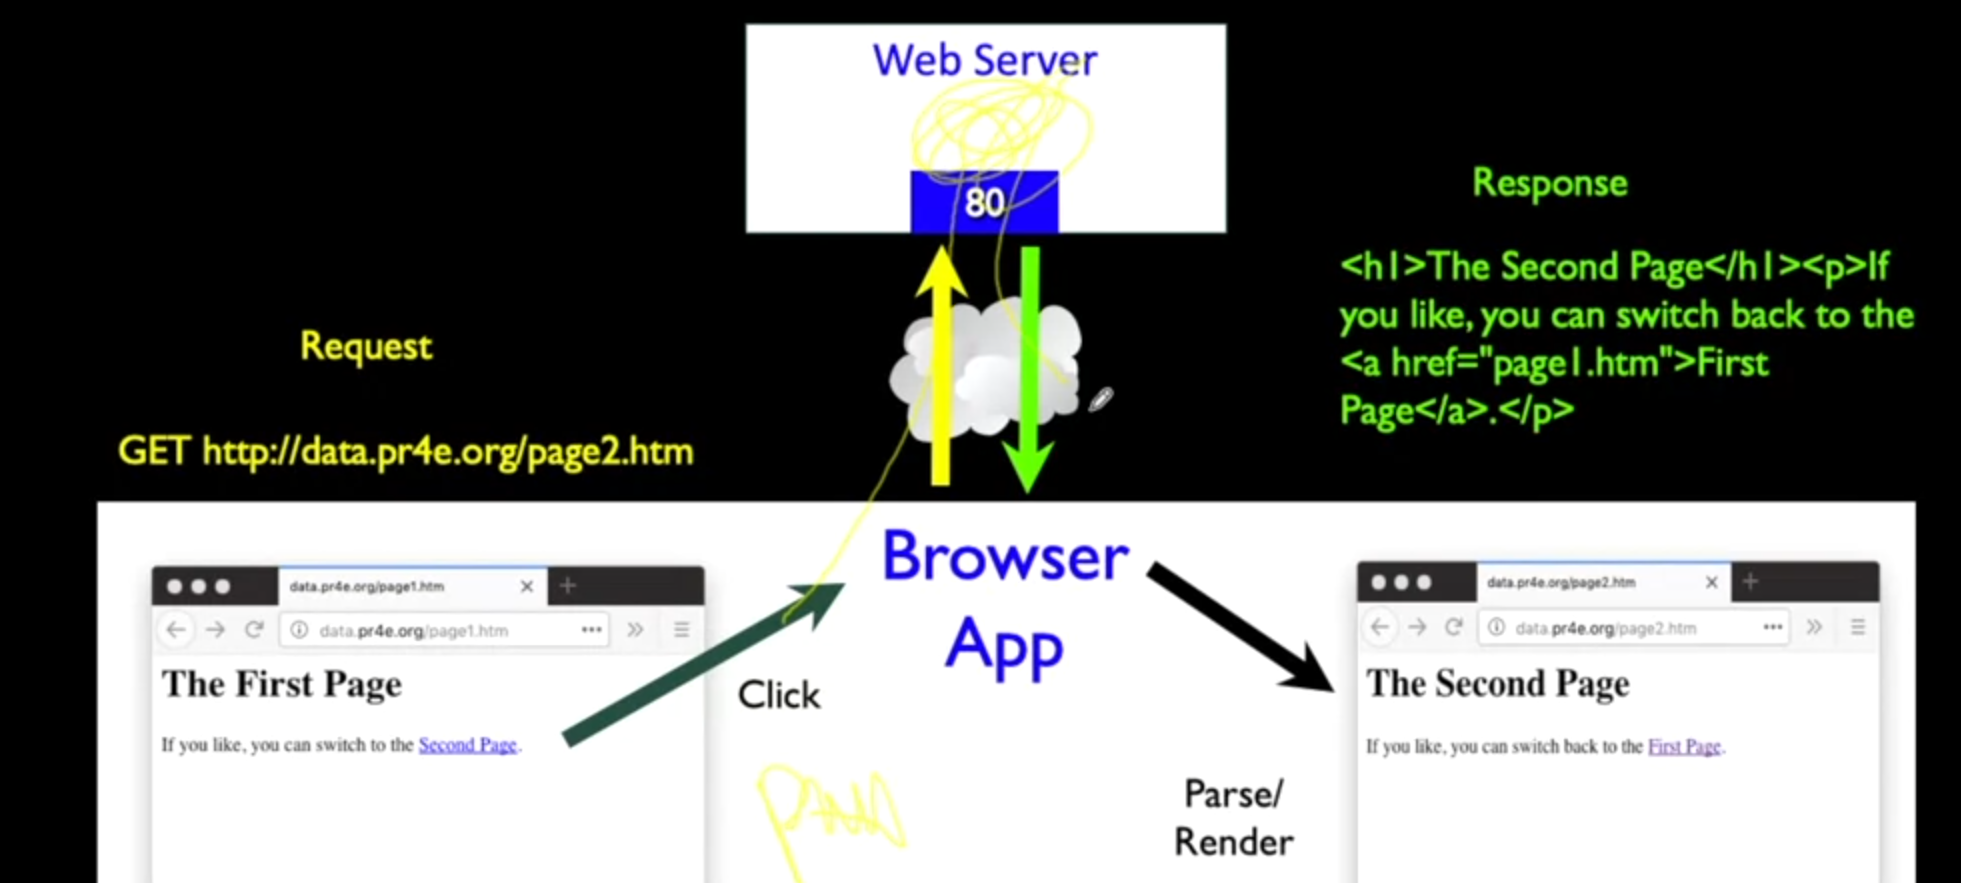 Web Server
80
Response
<h1>The Second Page</h1><p>If
you like, you can switch back to the
<a href="page1.htm">First
Page</a>.</p>
Request
GET http://data.pr4e.org/page2.htm
Browser
App
data.pr4e.org/page1.htm
data.pr4e.org/page1.htm
The First Page
If you like, you can switch to the Second Page.
Click
data.pr4e.org/page2.htm
data.pr4e.org/page2.htm
The Second Page
If you like, you can switch back to the First Page.
Parse/
Render